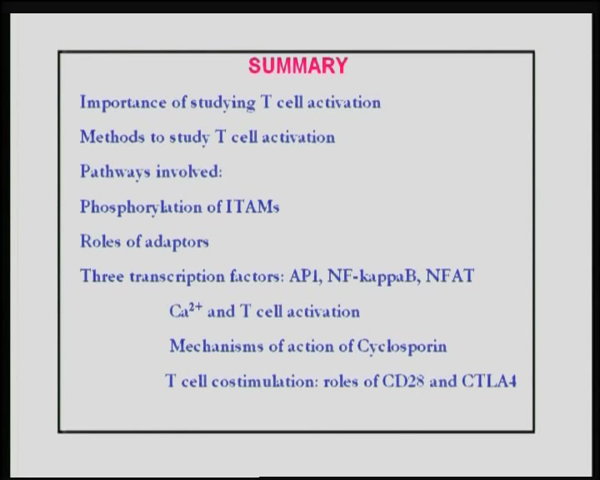 SUMMARY
Importance of studying T cell activation
Methods to study T cell activation
Pathways involved:
Phosphorylation of ITAMs
Roles of adaptors
Three transcription factors: AP1, NF-kappaB, NFAT
Ca²⁺ and T cell activation
Mechanisms of action of Cyclosporin
T cell costimulation: roles of CD28 and CTLA4